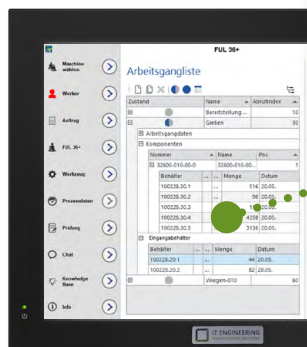 FUL 36+
Maschine wählen
Arbeitsgangliste
Werker
Zustand Name Abrufindex
Bereitstellung ... 10
Auftrag
Gießen 30
Arbeitsgangdaten
Komponenten
FUL 36+
Nummer Name Pos.
32600-010-00-0 32600-010-00... 1
Werkzeug
Behälter ... ... Menge Datum
100228.30.1 ... 516 20.05.
100228.30.2 ... 90 20.05.
Prozessdaten
100228.30.3 ... 20.05.
100228.30.4 4258 20.05.
Prüfung
100228.30.5 ... 3136 20.05.
Eingangsbehälter
Chat
Behälter ... ... Menge Datum
100228.20.1 44 20.05.
Knowledge Base
100228.20.2 ... 82 20.05.
Wiegen-010 60
Info
IT ENGINEERING